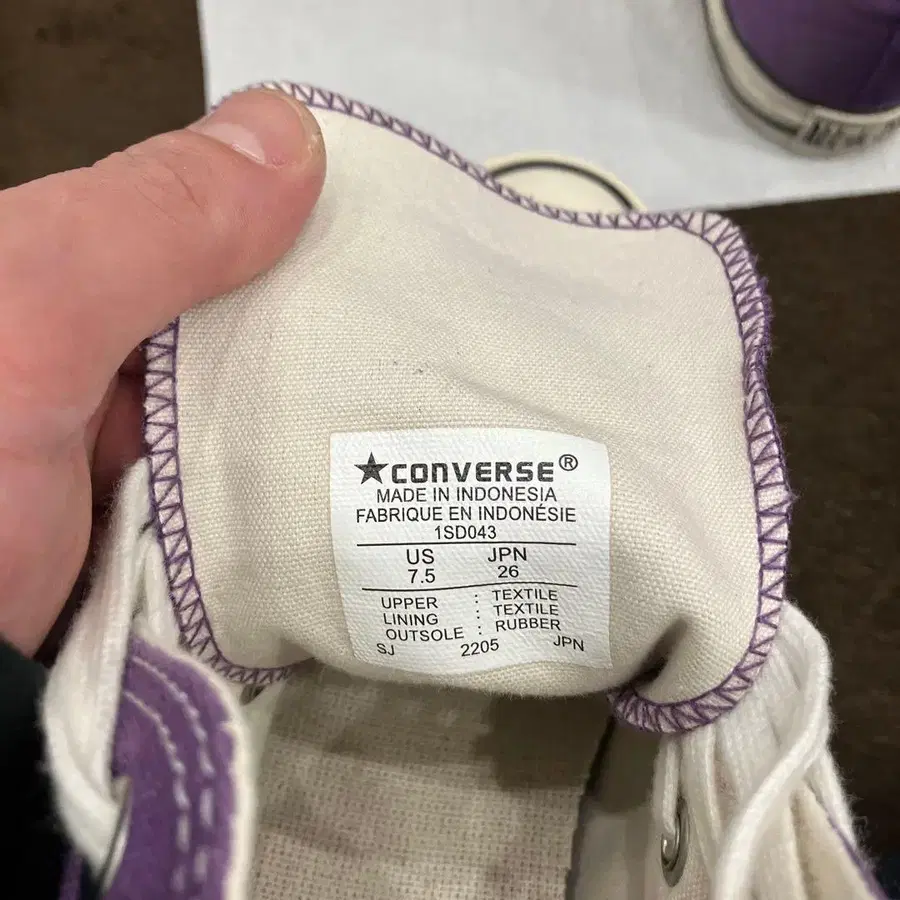 ★CONVERSE®
MADE IN INDONESIA
FABRIQUE EN INDONÉSIE
1SD043
US JPN
7.5 26
UPPER : TEXTILE
LINING : TEXTILE
OUTSOLE : RUBBER
SJ 2205 JPN